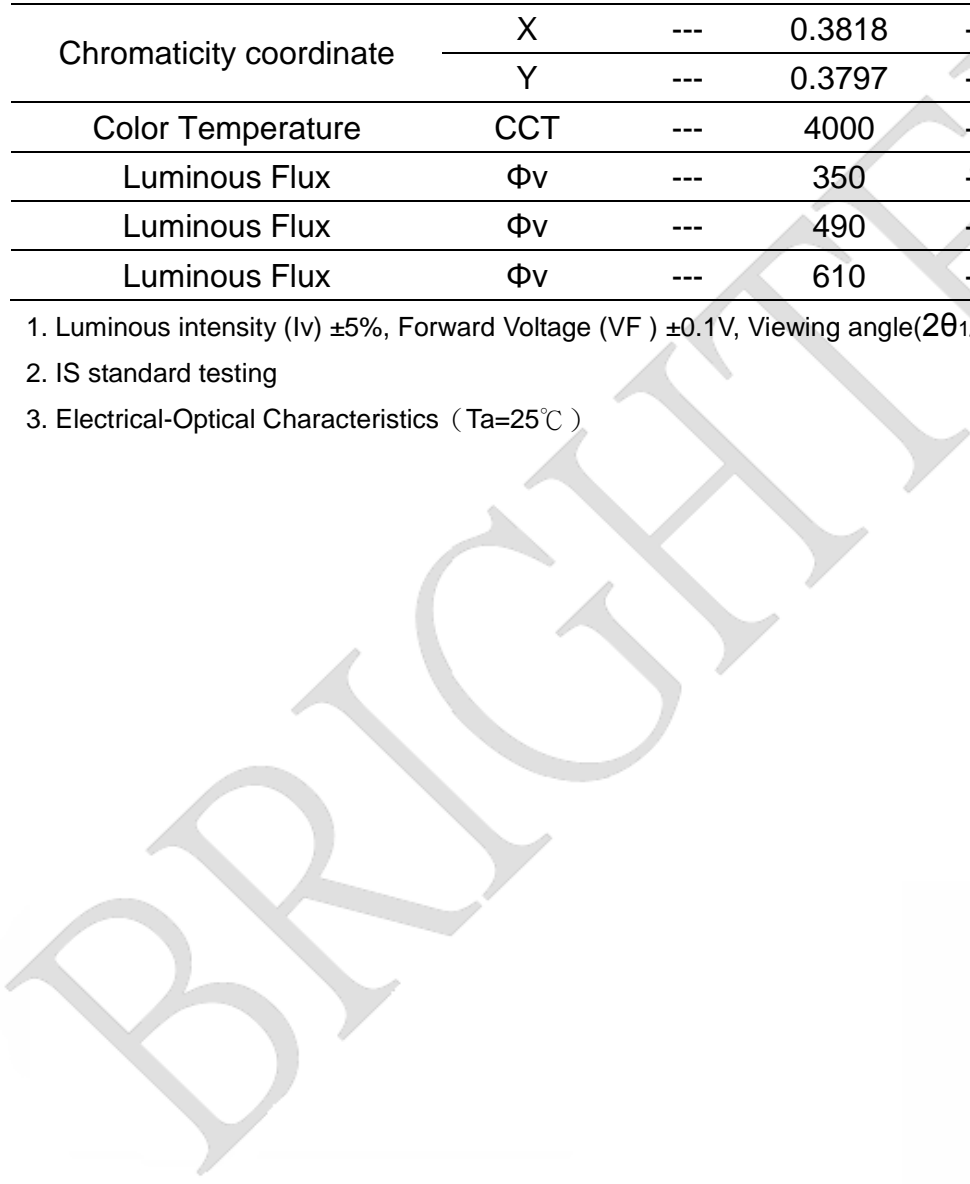 Chromaticity coordinate X --- 0.3818 -
Y --- 0.3797 -
Color Temperature CCT --- 4000 -
Luminous Flux Φv --- 350 -
Luminous Flux Φv --- 490 -
Luminous Flux Φv --- 610 -
1. Luminous intensity (Iv) ±5%, Forward Voltage (VF ) ±0.1V, Viewing angle(2θ1
2. IS standard testing
3. Electrical-Optical Characteristics（Ta=25℃）